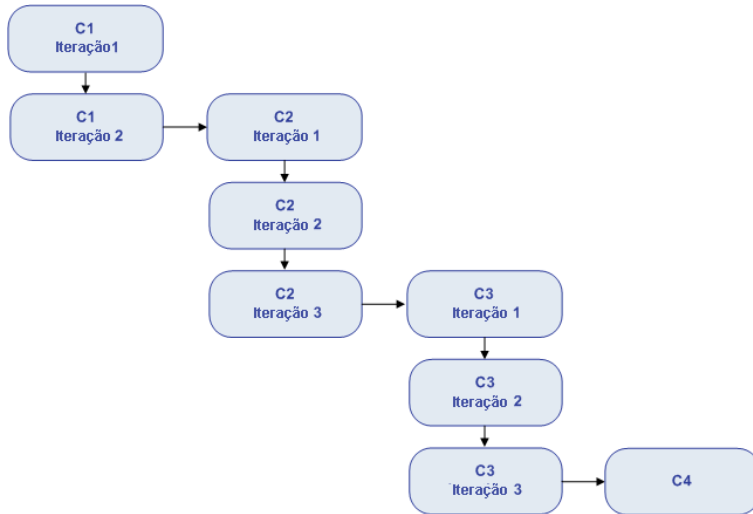 C1
Iteração1
C1
Iteração 2
C2
Iteração 1
C2
Iteração 2
C2
Iteração 3
C3
Iteração 1
C3
Iteração 2
C3
Iteração 3
C4